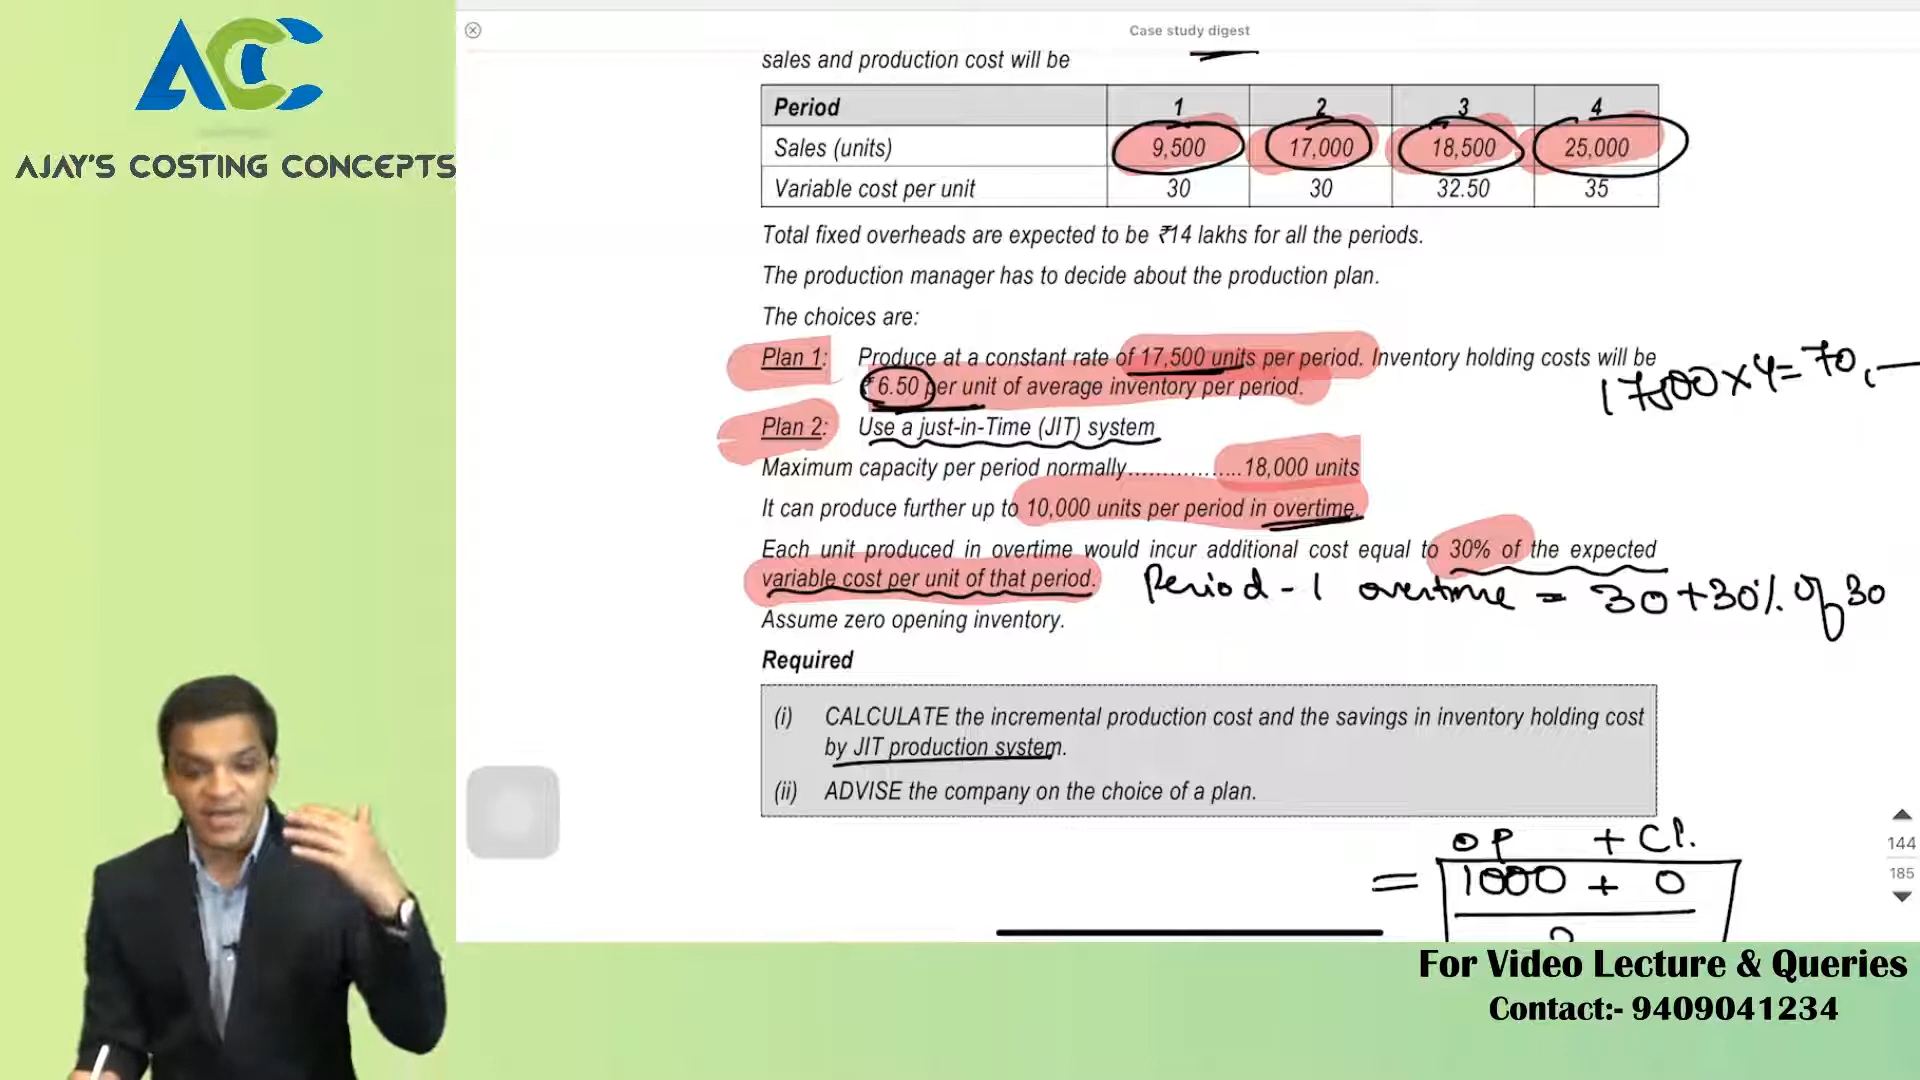 ACC
AJAY'S COSTING CONCEPTS
Case study digest
sales and production cost will be
Period 1 2 3 4
Sales (units) 9,500 17,000 18,500 25,000
Variable cost per unit 30 30 32.50 35
Total fixed overheads are expected to be ₹14 lakhs for all the periods.
The production manager has to decide about the production plan.
The choices are:
Plan 1: Produce at a constant rate of 17,500 units per period. Inventory holding costs will be
₹ 6.50 per unit of average inventory per period.
17,500 x 4 = 70,
Plan 2: Use a just-in-Time (JIT) system
Maximum capacity per period normally..................18,000 units
It can produce further up to 10,000 units per period in overtime.
Each unit produced in overtime would incur additional cost equal to 30% of the expected
variable cost per unit of that period.
Period - 1 overtime = 30 + 30% of 30
Assume zero opening inventory.
Required
(i) CALCULATE the incremental production cost and the savings in inventory holding cost
by JIT production system.
(ii) ADVISE the company on the choice of a plan.
op + Cl.
= 1000 + 0
144
185
For Video Lecture & Queries
Contact:- 9409041234